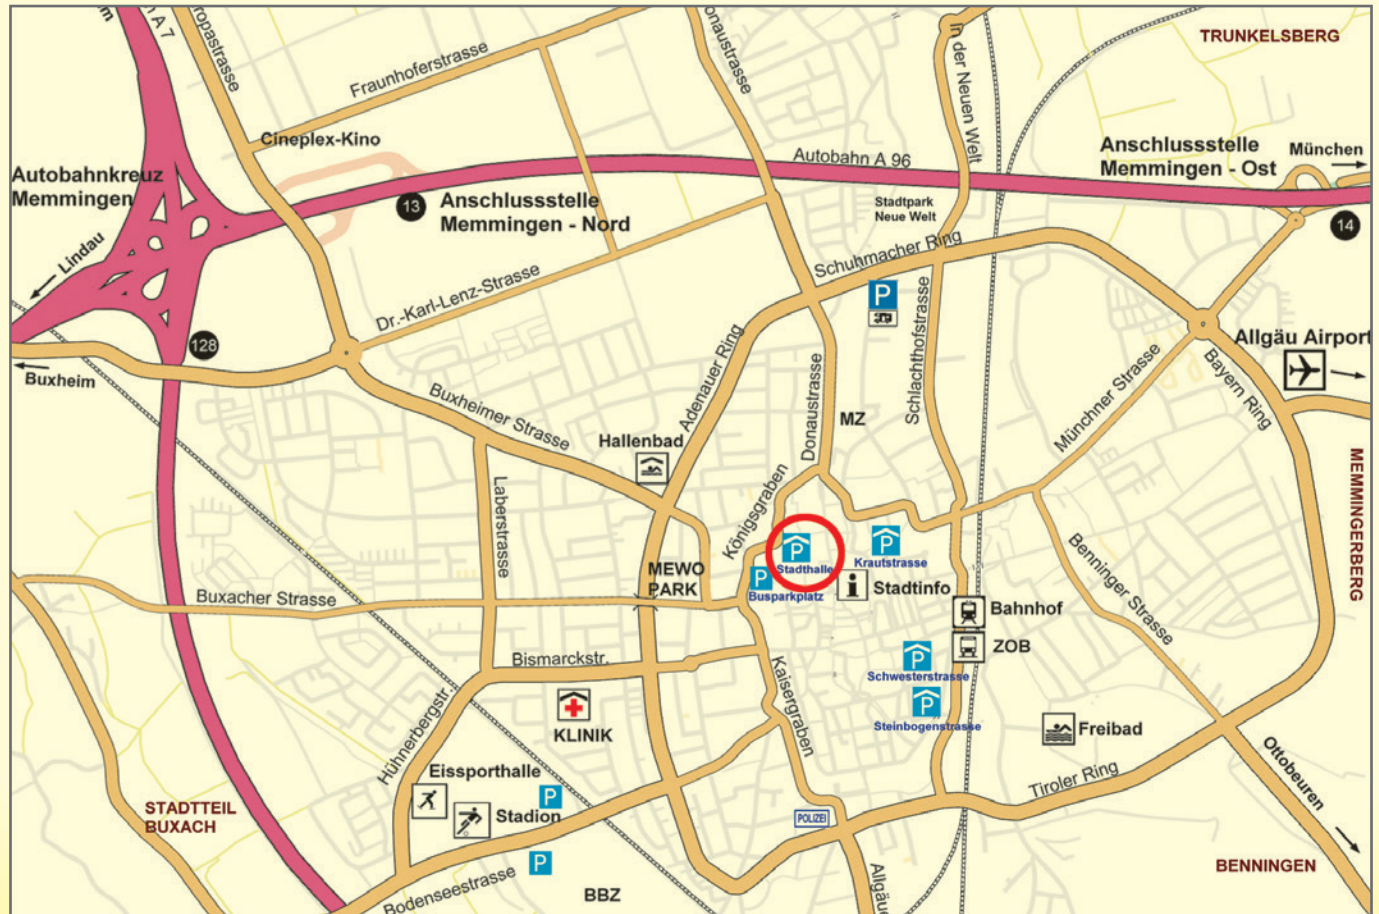 TRUNKELSBERG
Fraunhoferstrasse
In der Neuen Welt
Cineplex-Kino
Autobahn A 96
Anschlussstelle
Memmingen - Ost
München
Autobahnkreuz
Memmingen
13
Anschlussstelle
Memmingen - Nord
Stadtpark
Neue Welt
14
Lindau
Schuhmacher Ring
Dr.-Karl-Lenz-Strasse
P
128
Buxheim
Adenauer Ring
Schlachthofstrasse
Allgäu Airport
Münchner Strasse
Bayern Ring
Buxheimer Strasse
Donaustrasse
MZ
Hallenbad
Laberstrasse
Königsgraben
MEMMINGERBERG
P
Stadthalle
P
Krautstrasse
P
Busparkplatz
i
Stadtinfo
MEWO
PARK
Benninger Strasse
Buxacher Strasse
Bahnhof
ZOB
Bismarckstr.
P
Schwesterstrasse
P
Steinbogenstrasse
Kaisergraben
KLINIK
Hühnerbergstr.
Freibad
Eissporthalle
P
Stadion
Tiroler Ring
Ottobeuren
STADTTEIL
BUXACH
POLIZEI
P
BENNINGEN
Bodenseestrasse
BBZ